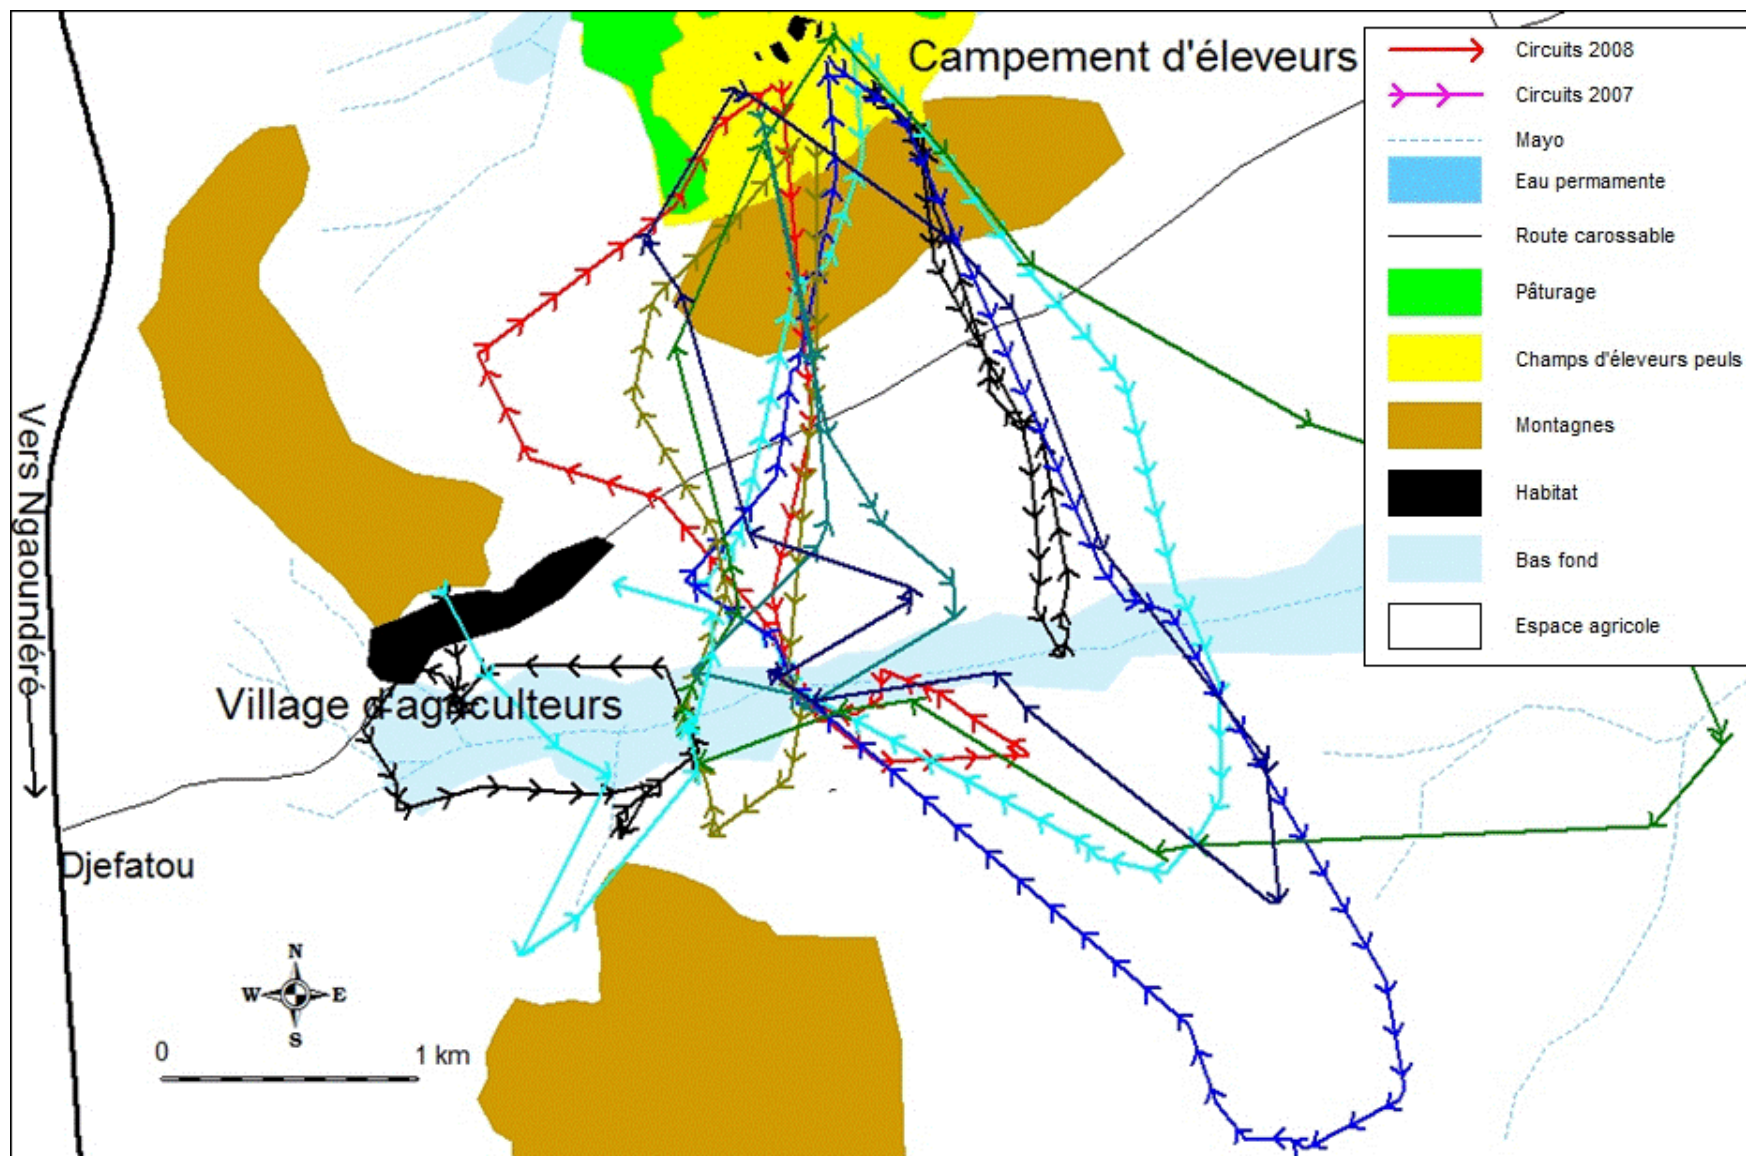 Campement d'éleveurs
Circuits 2008
Circuits 2007
Mayo
Eau permamente
Route carossable
Pâturage
Champs d'éleveurs peuls
Montagnes
Habitat
Bas fond
Espace agricole
Vers Ngaoundéré
Village d'agriculteurs
Djefatou
N
W E
S
0 1 km